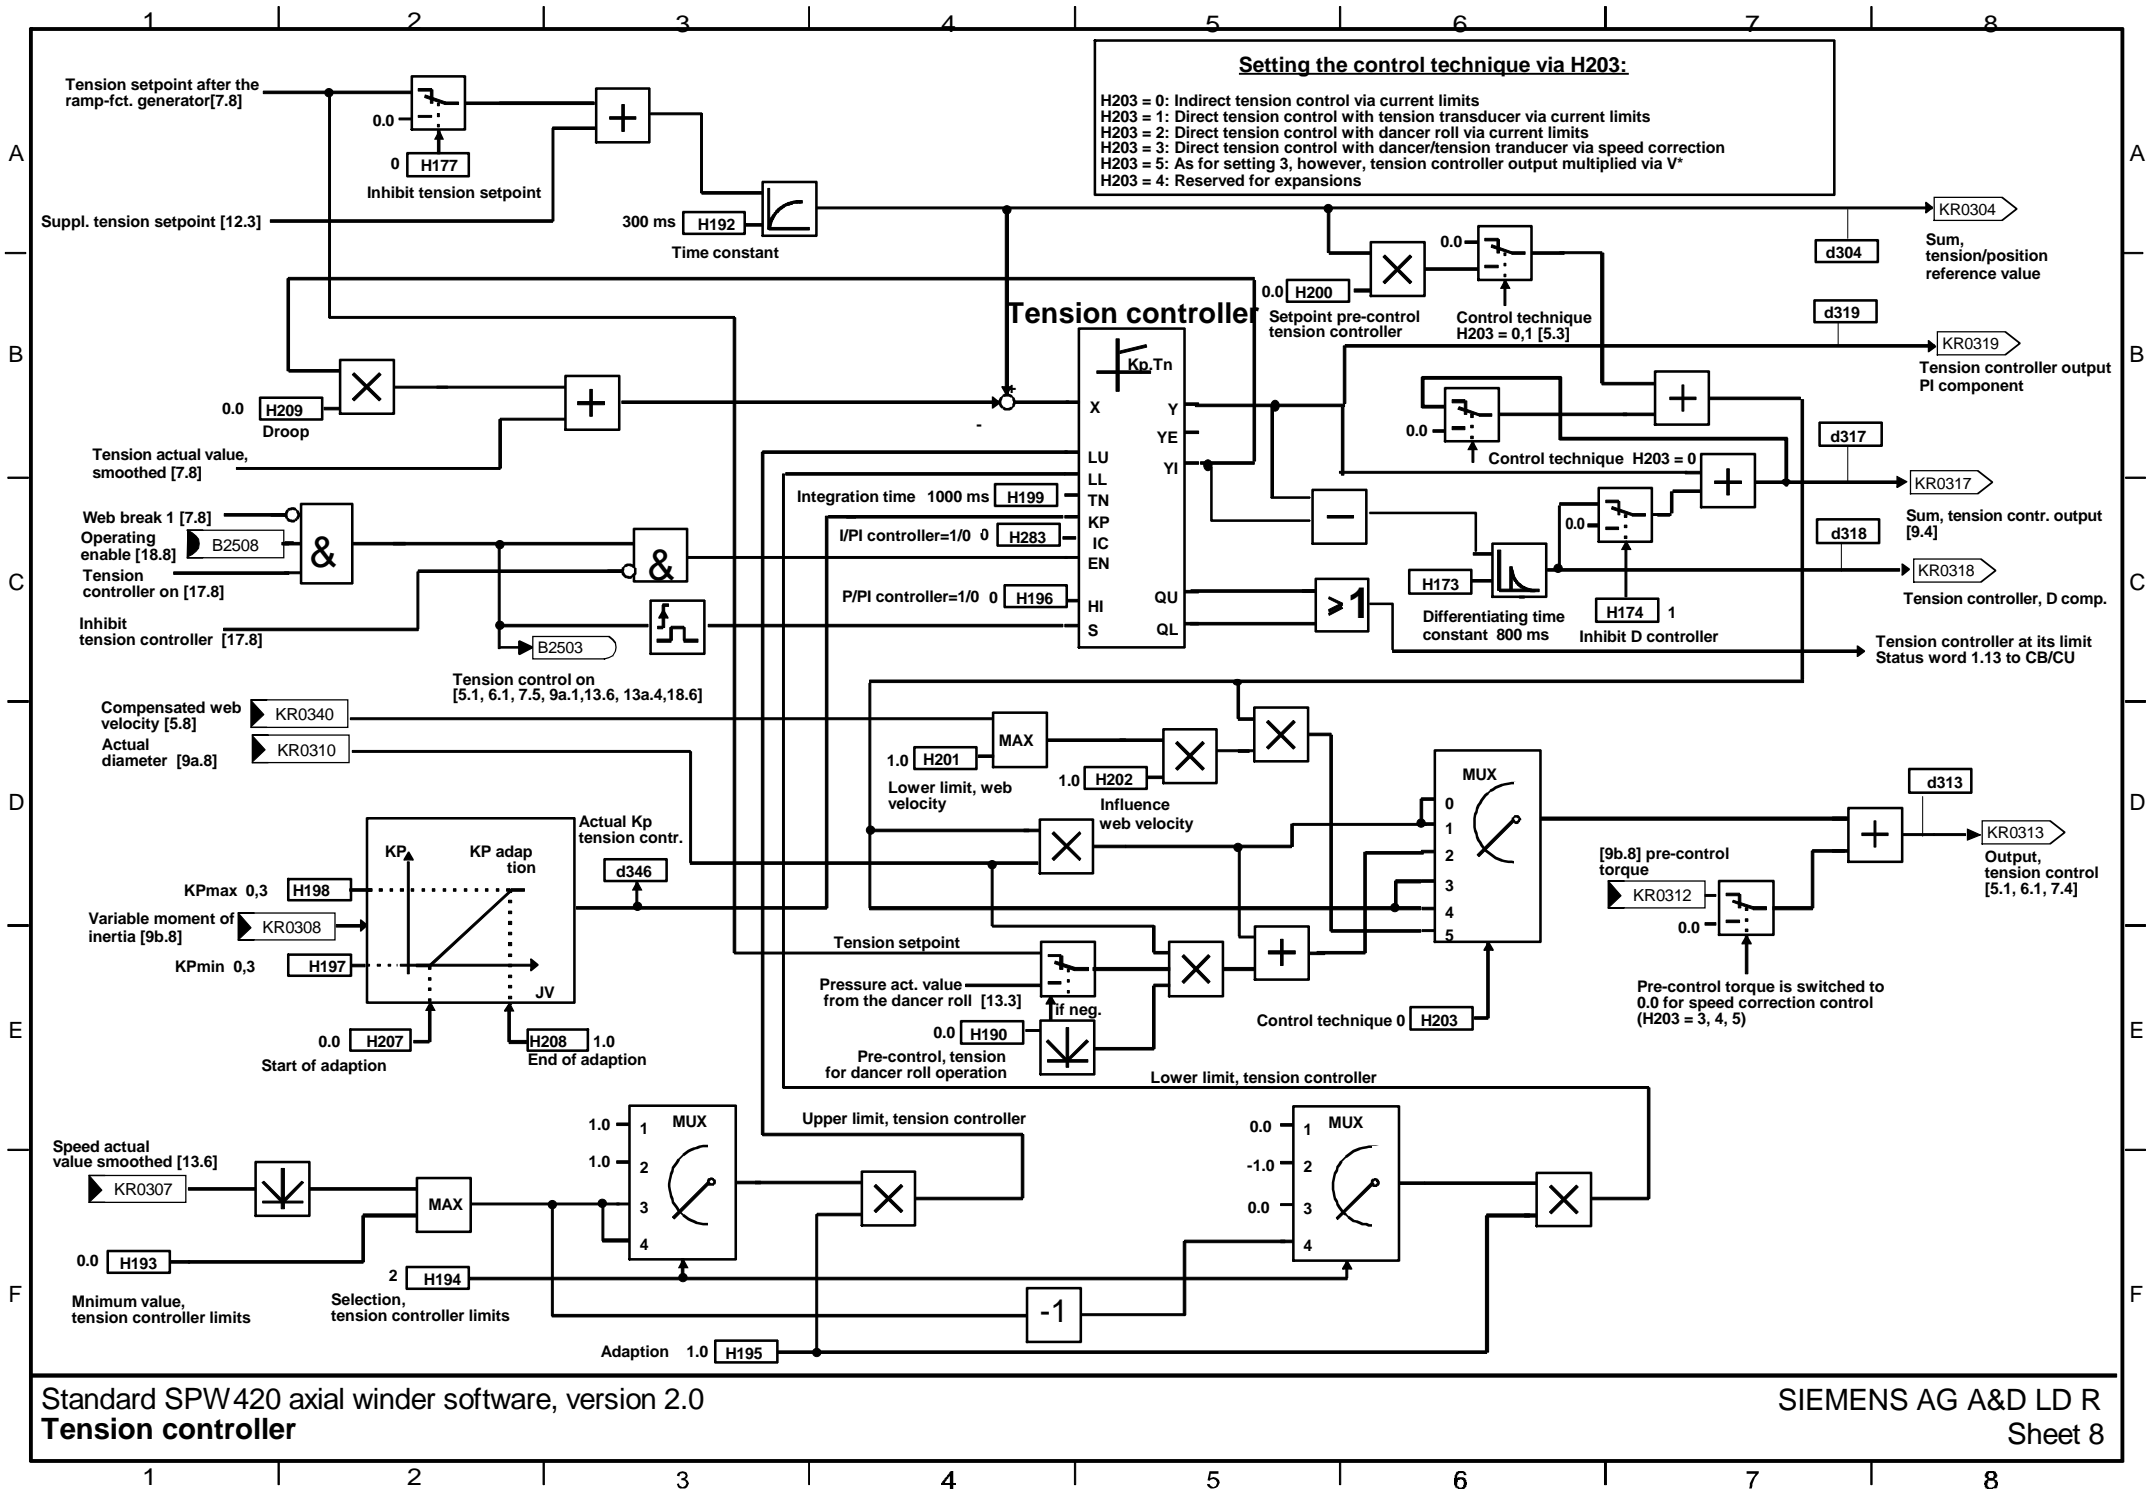 1 2 3 4 5 6 7 8
A
B
C
D
E
F
Setting the control technique via H203:
H203 = 0: Indirect tension control via current limits
H203 = 1: Direct tension control with tension transducer via current limits
H203 = 2: Direct tension control with dancer roll via current limits
H203 = 3: Direct tension control with dancer/tension tranducer via speed correction
H203 = 5: As for setting 3, however, tension controller output multiplied via V*
H203 = 4: Reserved for expansions
Tension setpoint after the
ramp-fct. generator[7.8]
0.0
0 H177
Inhibit tension setpoint
+
Suppl. tension setpoint [12.3]
300 ms H192
Time constant
KR0304
d304
Sum,
tension/position
reference value
0.0
0.0 H200
Setpoint pre-control
tension controller
Control technique
H203 = 0,1 [5.3]
d319
KR0319
Tension controller output
PI component
Tension controller
Kp.Tn
X
LU
LL
TN
KP
IC
EN
HI
S
Y
YE
YI
QU
QL
+
-
0.0 H209
Droop
+
Tension actual value,
smoothed [7.8]
0.0
Control technique H203 = 0
+
+
d317
KR0317
Sum, tension contr. output
[9.4]
d318
KR0318
Tension controller, D comp.
Integration time 1000 ms H199
I/PI controller=1/0 0 H283
P/PI controller=1/0 0 H196
Web break 1 [7.8]
Operating
enable [18.8]
B2508
Tension
controller on [17.8]
&
&
Inhibit
tension controller [17.8]
B2503
Tension control on
[5.1, 6.1, 7.5, 9a.1,13.6, 13a.4,18.6]
0.0
H173
Differentiating time
constant 800 ms
H174 1
Inhibit D controller
>1
Tension controller at its limit
Status word 1.13 to CB/CU
Compensated web
velocity [5.8]
KR0340
Actual
diameter [9a.8]
KR0310
MAX
1.0 H201
Lower limit, web
velocity
1.0 H202
Influence
web velocity
MUX
0
1
2
3
4
5
d313
+
KR0313
Output,
tension control
[5.1, 6.1, 7.4]
[9b.8] pre-control
torque
KR0312
0.0
Pre-control torque is switched to
0.0 for speed correction control
(H203 = 3, 4, 5)
Actual Kp
tension contr.
d346
KP
KP adap
tion
JV
KPmax 0,3 H198
Variable moment of
inertia [9b.8]
KR0308
KPmin 0,3 H197
0.0 H207
Start of adaption
H208 1.0
End of adaption
Tension setpoint
Pressure act. value
from the dancer roll [13.3]
if neg.
0.0 H190
Pre-control, tension
for dancer roll operation
+
Control technique 0 H203
Lower limit, tension controller
Upper limit, tension controller
Speed actual
value smoothed [13.6]
KR0307
MAX
0.0 H193
Mnimum value,
tension controller limits
1.0 1
1.0 2
3
4
MUX
2 H194
Selection,
tension controller limits
0.0 1
-1.0 2
0.0 3
4
MUX
-1
Adaption 1.0 H195
Standard SPW420 axial winder software, version 2.0
Tension controller
SIEMENS AG A&D LD R
Sheet 8
1 2 3 4 5 6 7 8
A
B
C
D
E
F